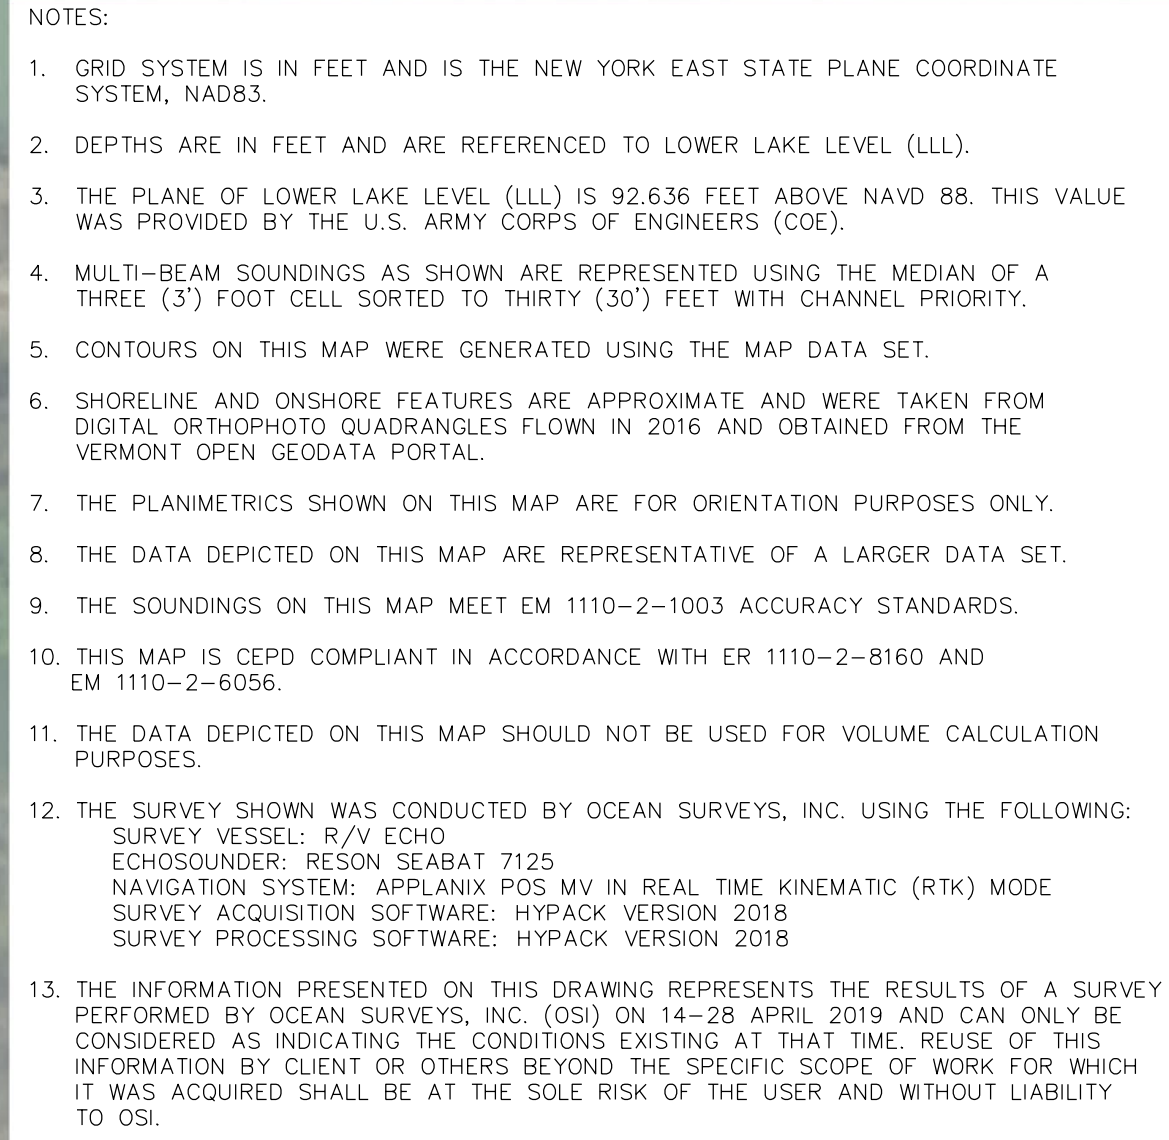 NOTES:
1. GRID SYSTEM IS IN FEET AND IS THE NEW YORK EAST STATE PLANE COORDINATE
SYSTEM, NAD83.
2. DEPTHS ARE IN FEET AND ARE REFERENCED TO LOWER LAKE LEVEL (LLL).
3. THE PLANE OF LOWER LAKE LEVEL (LLL) IS 92.636 FEET ABOVE NAVD 88. THIS VALUE
WAS PROVIDED BY THE U.S. ARMY CORPS OF ENGINEERS (COE).
4. MULTI-BEAM SOUNDINGS AS SHOWN ARE REPRESENTED USING THE MEDIAN OF A
THREE (3') FOOT CELL SORTED TO THIRTY (30') FEET WITH CHANNEL PRIORITY.
5. CONTOURS ON THIS MAP WERE GENERATED USING THE MAP DATA SET.
6. SHORELINE AND ONSHORE FEATURES ARE APPROXIMATE AND WERE TAKEN FROM
DIGITAL ORTHOPHOTO QUADRANGLES FLOWN IN 2016 AND OBTAINED FROM THE
VERMONT OPEN GEODATA PORTAL.
7. THE PLANIMETRICS SHOWN ON THIS MAP ARE FOR ORIENTATION PURPOSES ONLY.
8. THE DATA DEPICTED ON THIS MAP ARE REPRESENTATIVE OF A LARGER DATA SET.
9. THE SOUNDINGS ON THIS MAP MEET EM 1110-2-1003 ACCURACY STANDARDS.
10. THIS MAP IS CEPD COMPLIANT IN ACCORDANCE WITH ER 1110-2-8160 AND
EM 1110-2-6056.
11. THE DATA DEPICTED ON THIS MAP SHOULD NOT BE USED FOR VOLUME CALCULATION
PURPOSES.
12. THE SURVEY SHOWN WAS CONDUCTED BY OCEAN SURVEYS, INC. USING THE FOLLOWING:
SURVEY VESSEL: R/V ECHO
ECHOSOUNDER: RESON SEABAT 7125
NAVIGATION SYSTEM: APPLANIX POS MV IN REAL TIME KINEMATIC (RTK) MODE
SURVEY ACQUISITION SOFTWARE: HYPACK VERSION 2018
SURVEY PROCESSING SOFTWARE: HYPACK VERSION 2018
13. THE INFORMATION PRESENTED ON THIS DRAWING REPRESENTS THE RESULTS OF A SURVEY
PERFORMED BY OCEAN SURVEYS, INC. (OSI) ON 14-28 APRIL 2019 AND CAN ONLY BE
CONSIDERED AS INDICATING THE CONDITIONS EXISTING AT THAT TIME. REUSE OF THIS
INFORMATION BY CLIENT OR OTHERS BEYOND THE SPECIFIC SCOPE OF WORK FOR WHICH
IT WAS ACQUIRED SHALL BE AT THE SOLE RISK OF THE USER AND WITHOUT LIABILITY
TO OSI.